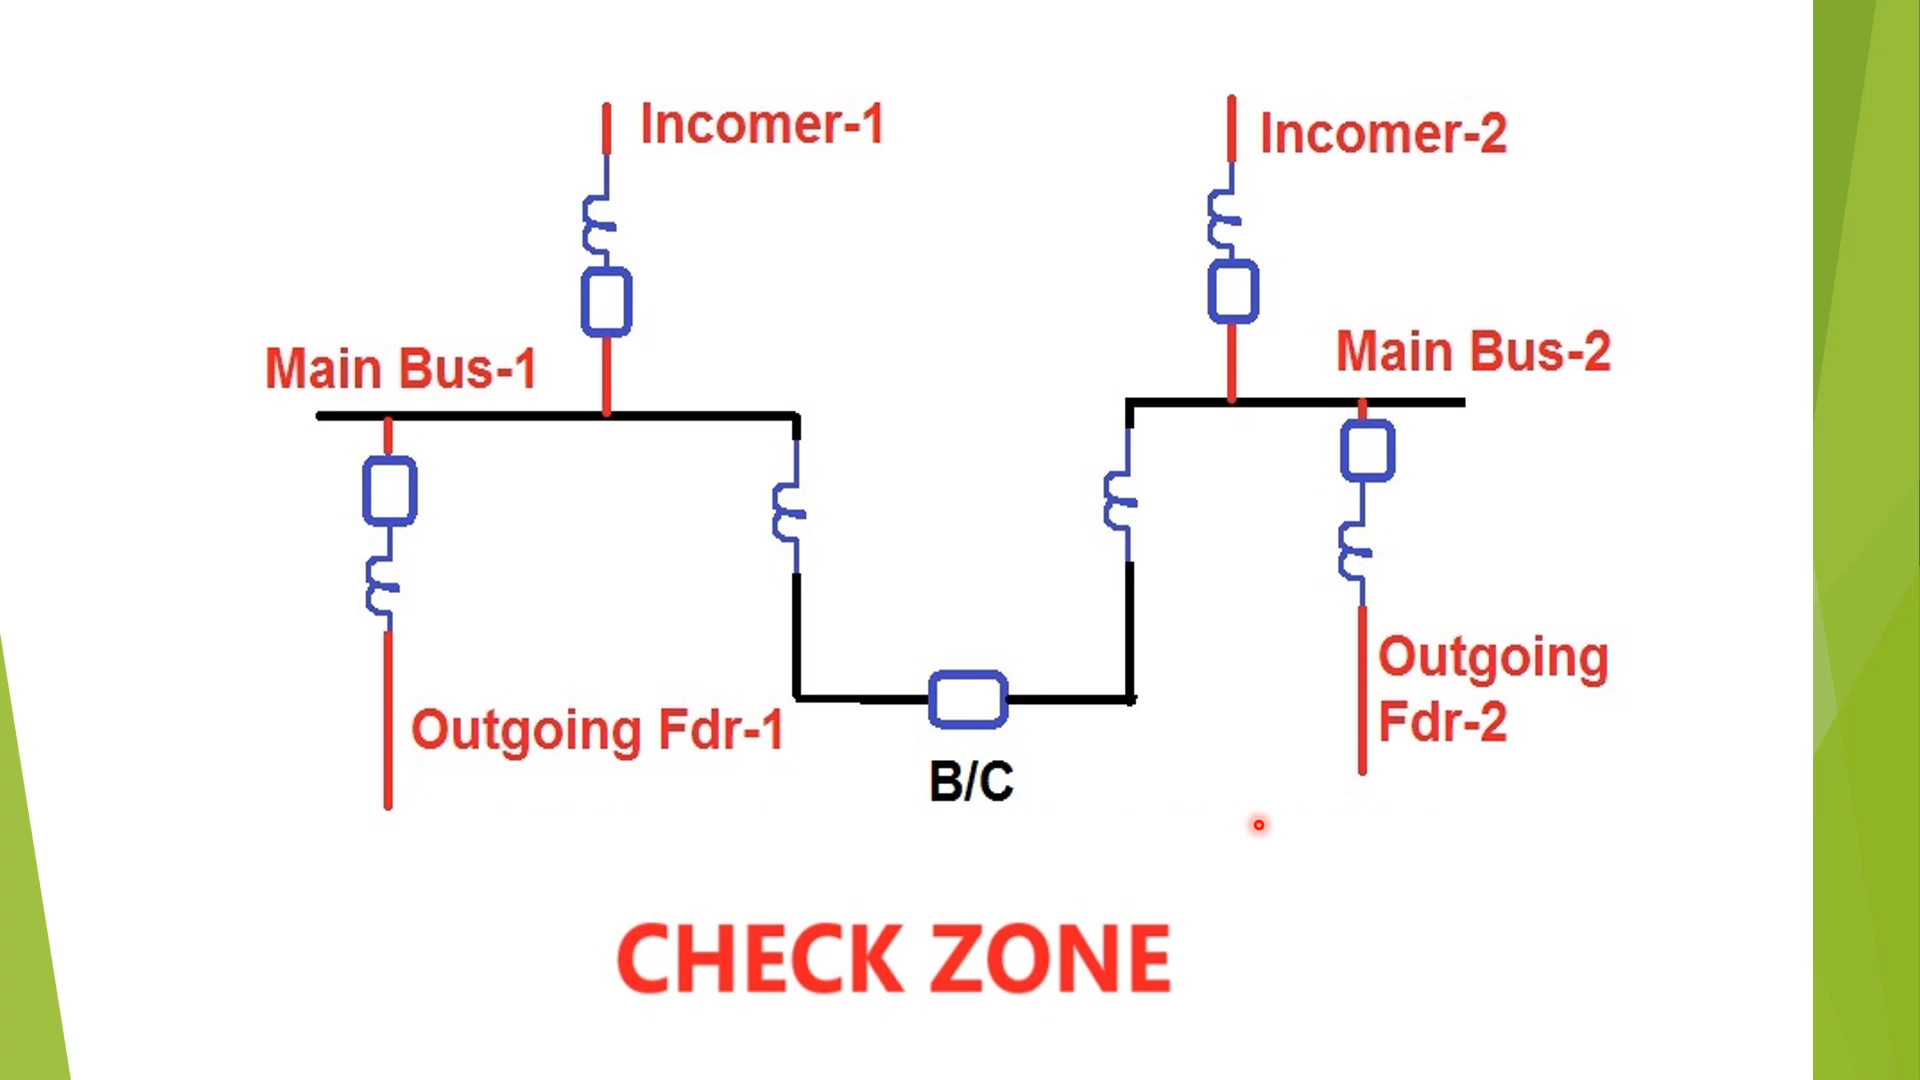 Incomer-1
Incomer-2
Main Bus-1
Main Bus-2
Outgoing Fdr-1
Outgoing
Fdr-2
B/C
CHECK ZONE